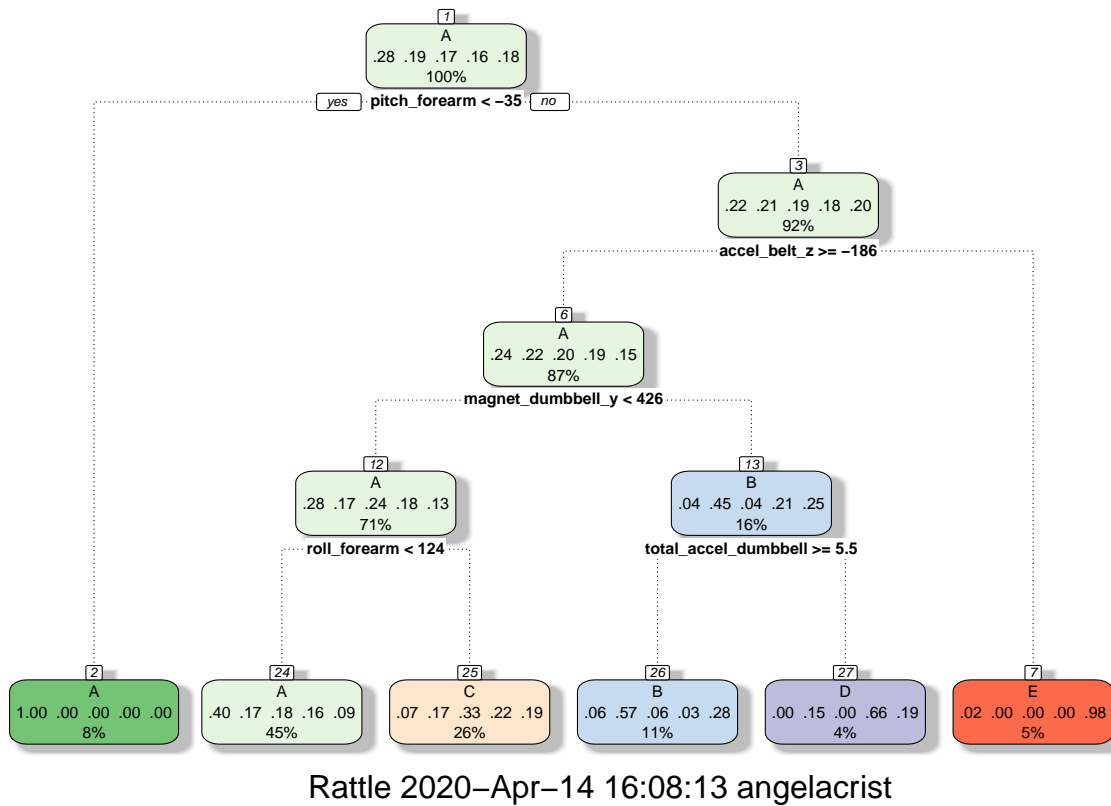 1
A
.28 .19 .17 .16 .18
100%
yes pitch_forearm < −35 no
3
A
.22 .21 .19 .18 .20
92%
accel_belt_z >= −186
6
A
.24 .22 .20 .19 .15
87%
magnet_dumbbell_y < 426
12
A
.28 .17 .24 .18 .13
71%
roll_forearm < 124
13
B
.04 .45 .04 .21 .25
16%
total_accel_dumbbell >= 5.5
2
A
1.00 .00 .00 .00 .00
8%
24
A
.40 .17 .18 .16 .09
45%
25
C
.07 .17 .33 .22 .19
26%
26
B
.06 .57 .06 .03 .28
11%
27
D
.00 .15 .00 .66 .19
4%
7
E
.02 .00 .00 .00 .98
5%
Rattle 2020−Apr−14 16:08:13 angelacrist